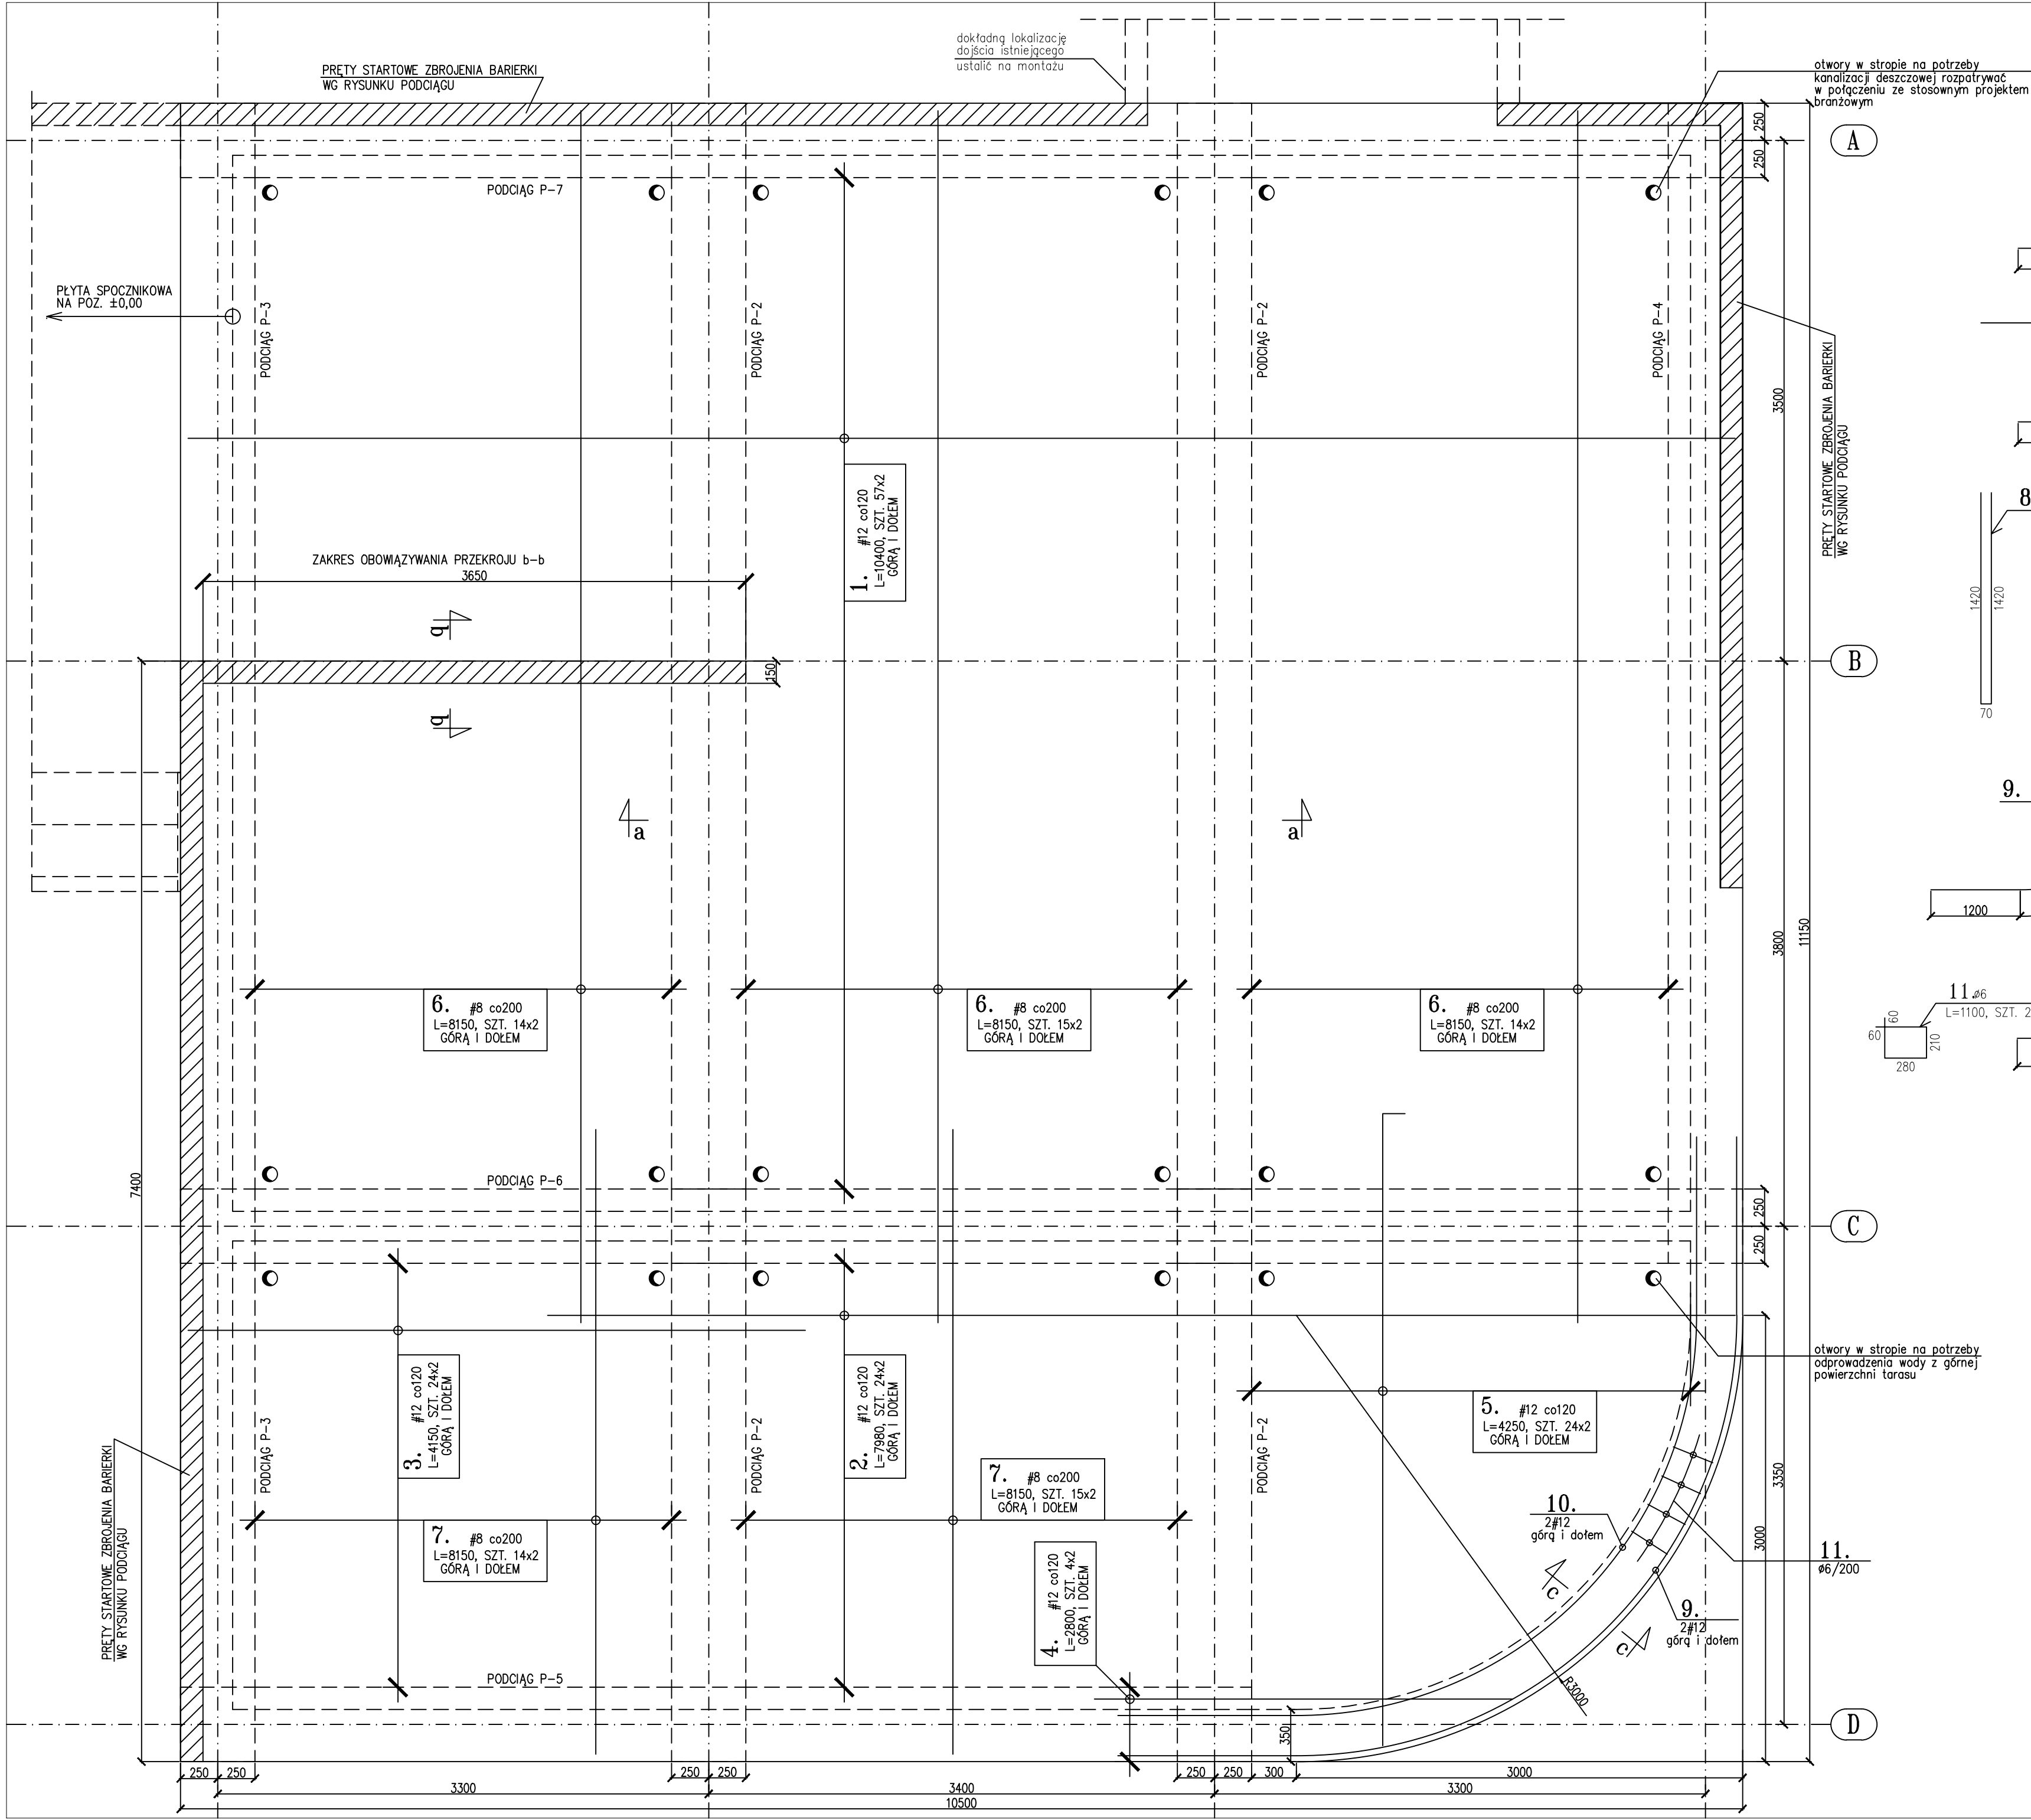 dokładną lokalizację
dojścia istniejącego
ustalić na montażu
PRĘTY STARTOWE ZBROJENIA BARIERKI
WG RYSUNKU PODCIĄGU
otwory w stropie na potrzeby
kanalizacji deszczowej rozpatrywać
w połączeniu ze stosownym projektem
branżowym
250
250
A
PODCIĄG P-7
PŁYTA SPOCZNIKOWA
NA POZ. ±0,00
PODCIĄG P-3
PODCIĄG P-2
PODCIĄG P-2
PODCIĄG P-4
PRĘTY STARTOWE ZBROJENIA BARIERKI
WG RYSUNKU PODCIĄGU
3500
1. #12 co120
L=10400, SZT. 57x2
GÓRĄ I DOŁEM
ZAKRES OBOWIĄZYWANIA PRZEKROJU b-b
3650
b
b
150
B
8
1420
1420
70
9.
a
a
3800
11150
1200
6. #8 co200
L=8150, SZT. 14x2
GÓRĄ I DOŁEM
6. #8 co200
L=8150, SZT. 15x2
GÓRĄ I DOŁEM
6. #8 co200
L=8150, SZT. 14x2
GÓRĄ I DOŁEM
11.ø6
L=1100, SZT. 2
60
60
210
280
7400
PODCIĄG P-6
250
250
C
3. #12 co120
L=4150, SZT. 24x2
GÓRĄ I DOŁEM
2. #12 co120
L=7980, SZT. 24x2
GÓRĄ I DOŁEM
otwory w stropie na potrzeby
odprowadzenia wody z górnej
powierzchni tarasu
5. #12 co120
L=4250, SZT. 24x2
GÓRĄ I DOŁEM
PODCIĄG P-3
PODCIĄG P-2
PODCIĄG P-2
7. #8 co200
L=8150, SZT. 15x2
GÓRĄ I DOŁEM
7. #8 co200
L=8150, SZT. 14x2
GÓRĄ I DOŁEM
PRĘTY STARTOWE ZBROJENIA BARIERKI
WG RYSUNKU PODCIĄGU
4. #12 co120
L=2800, SZT. 4x2
GÓRĄ I DOŁEM
10.
2#12
górą i dołem
11.
ø6/200
9.
2#12
górą i dołem
c
c
3350
3000
R3000
PODCIĄG P-5
350
D
250
250
250
250
250
250
300
3000
3300
3400
3300
10500